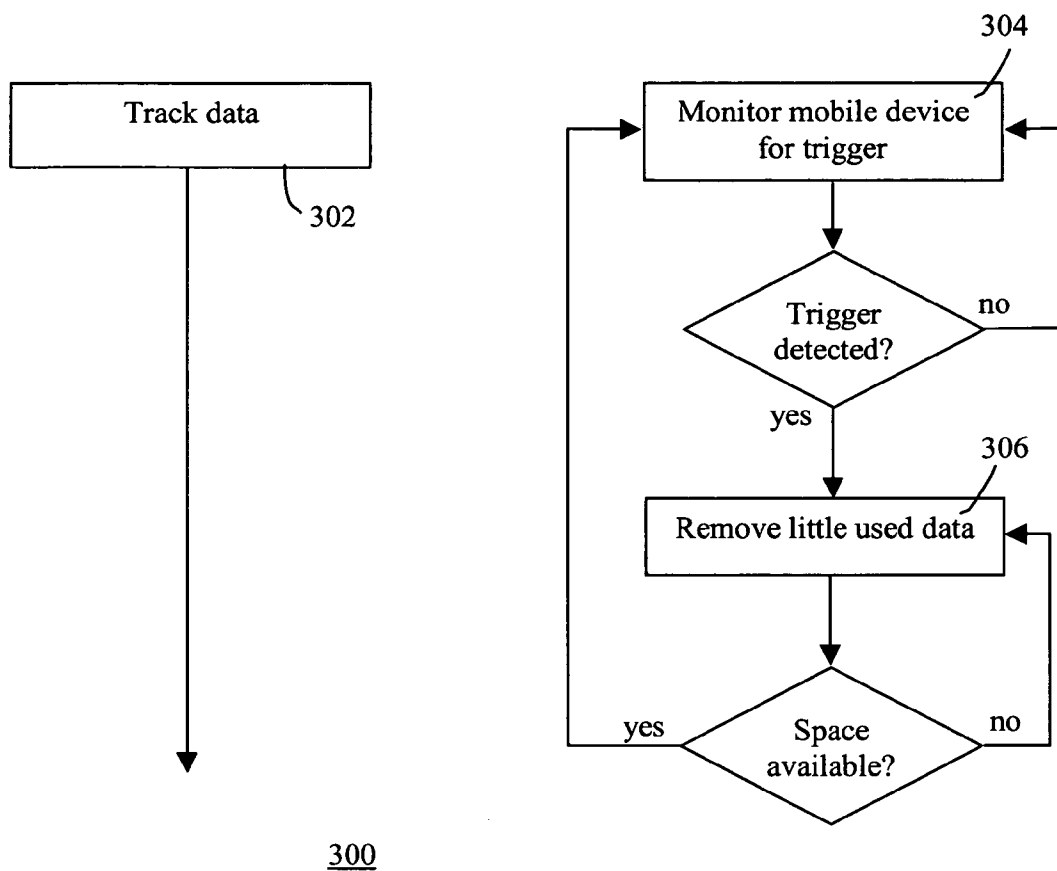 304
Track data
Monitor mobile device
for trigger
302
Trigger
detected?
no
yes
306
Remove little used data
yes
Space
available?
no
300